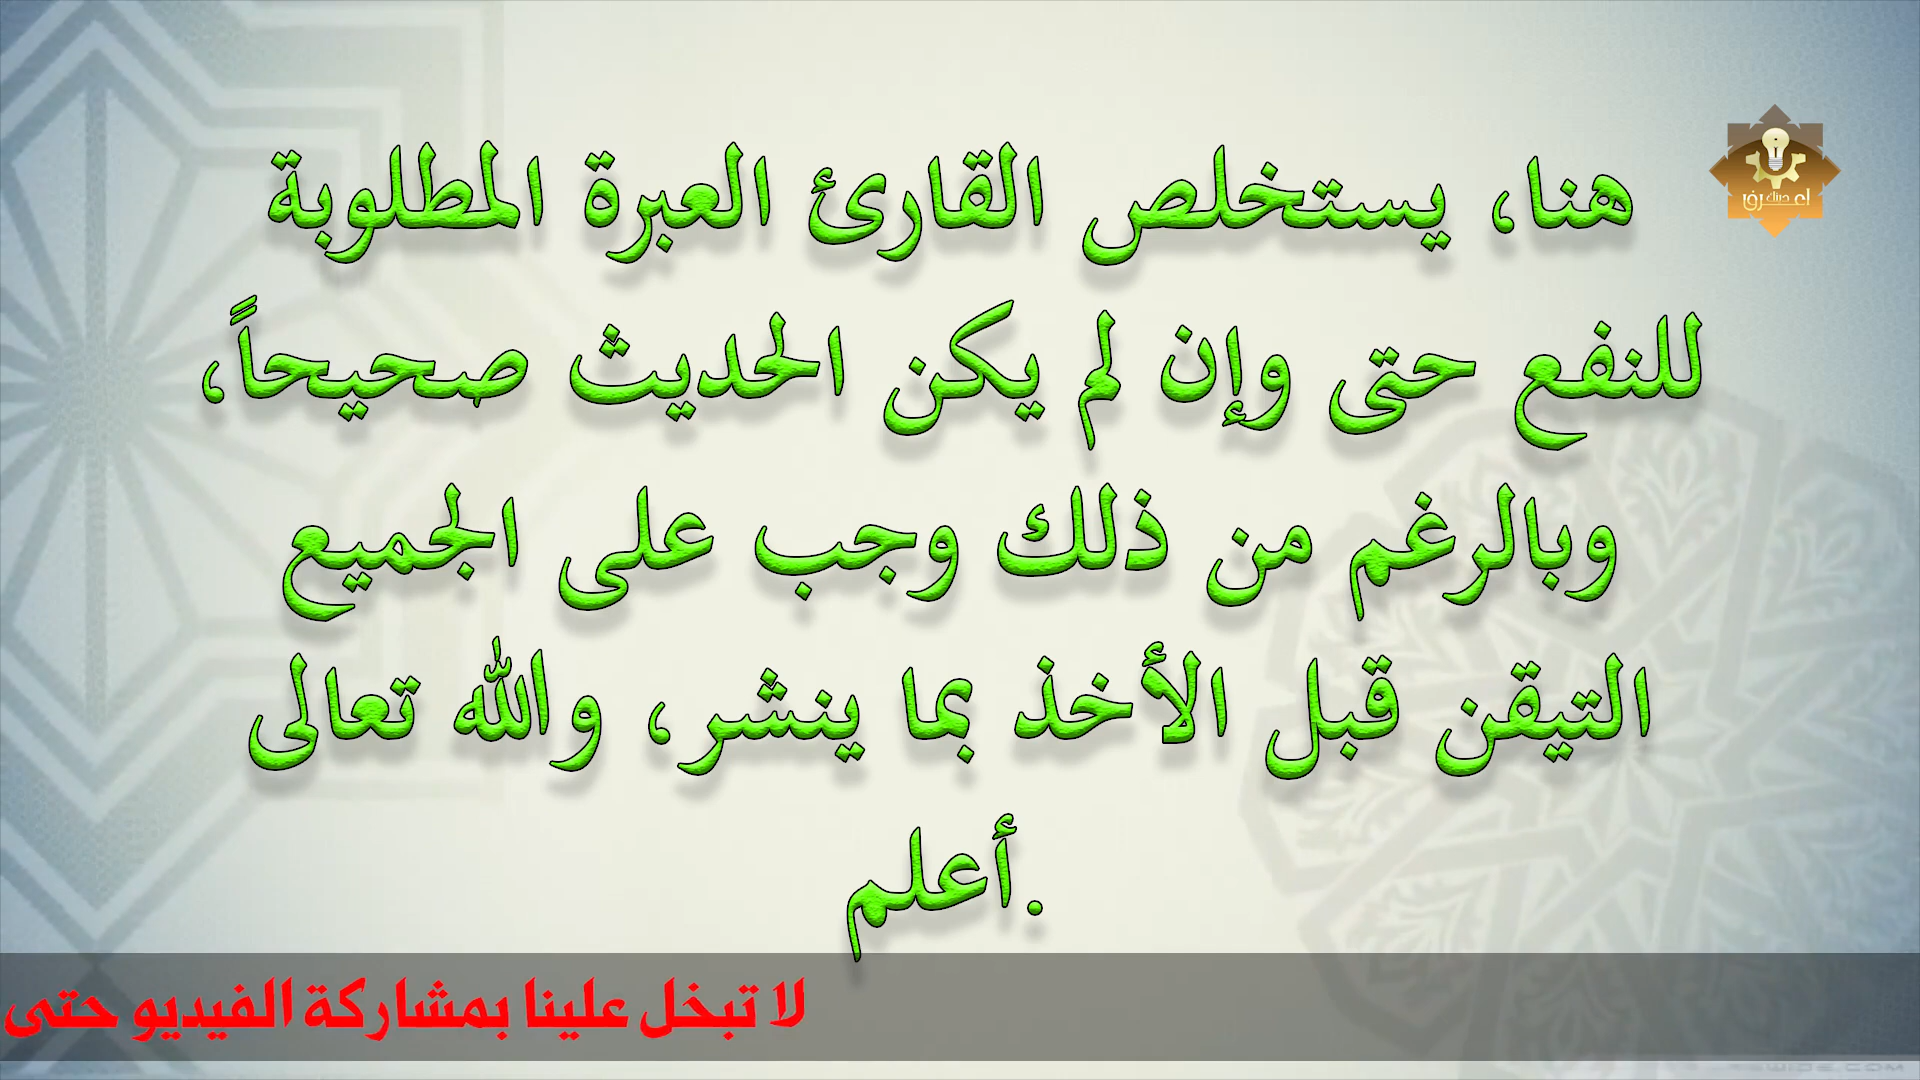 هنا، يستخلص القارئ العبرة المطلوبة
للنفع حتى وإن لم يكن الحديث صحيحاً،
وبالرغم من ذلك وجب على الجميع
التيقن قبل الأخذ بما ينشر، والله تعالى
أعلم.
لا تبخل علينا بمشاركة الفيديو حتى